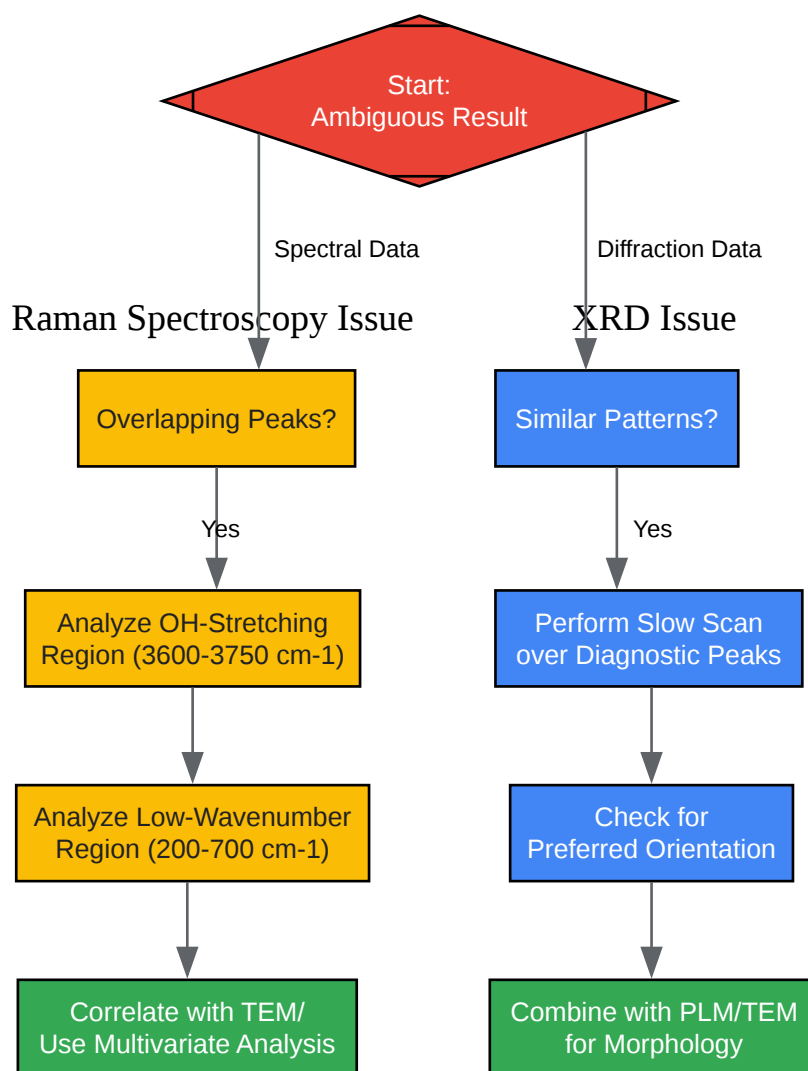 Start:
Ambiguous Result
Spectral Data
Diffraction Data
Raman Spectroscopy Issue
XRD Issue
Overlapping Peaks?
Similar Patterns?
Yes
Yes
Analyze OH-Stretching
Region (3600-3750 cm-1)
Perform Slow Scan
over Diagnostic Peaks
Analyze Low-Wavenumber
Region (200-700 cm-1)
Check for
Preferred Orientation
Correlate with TEM/
Use Multivariate Analysis
Combine with PLM/TEM
for Morphology